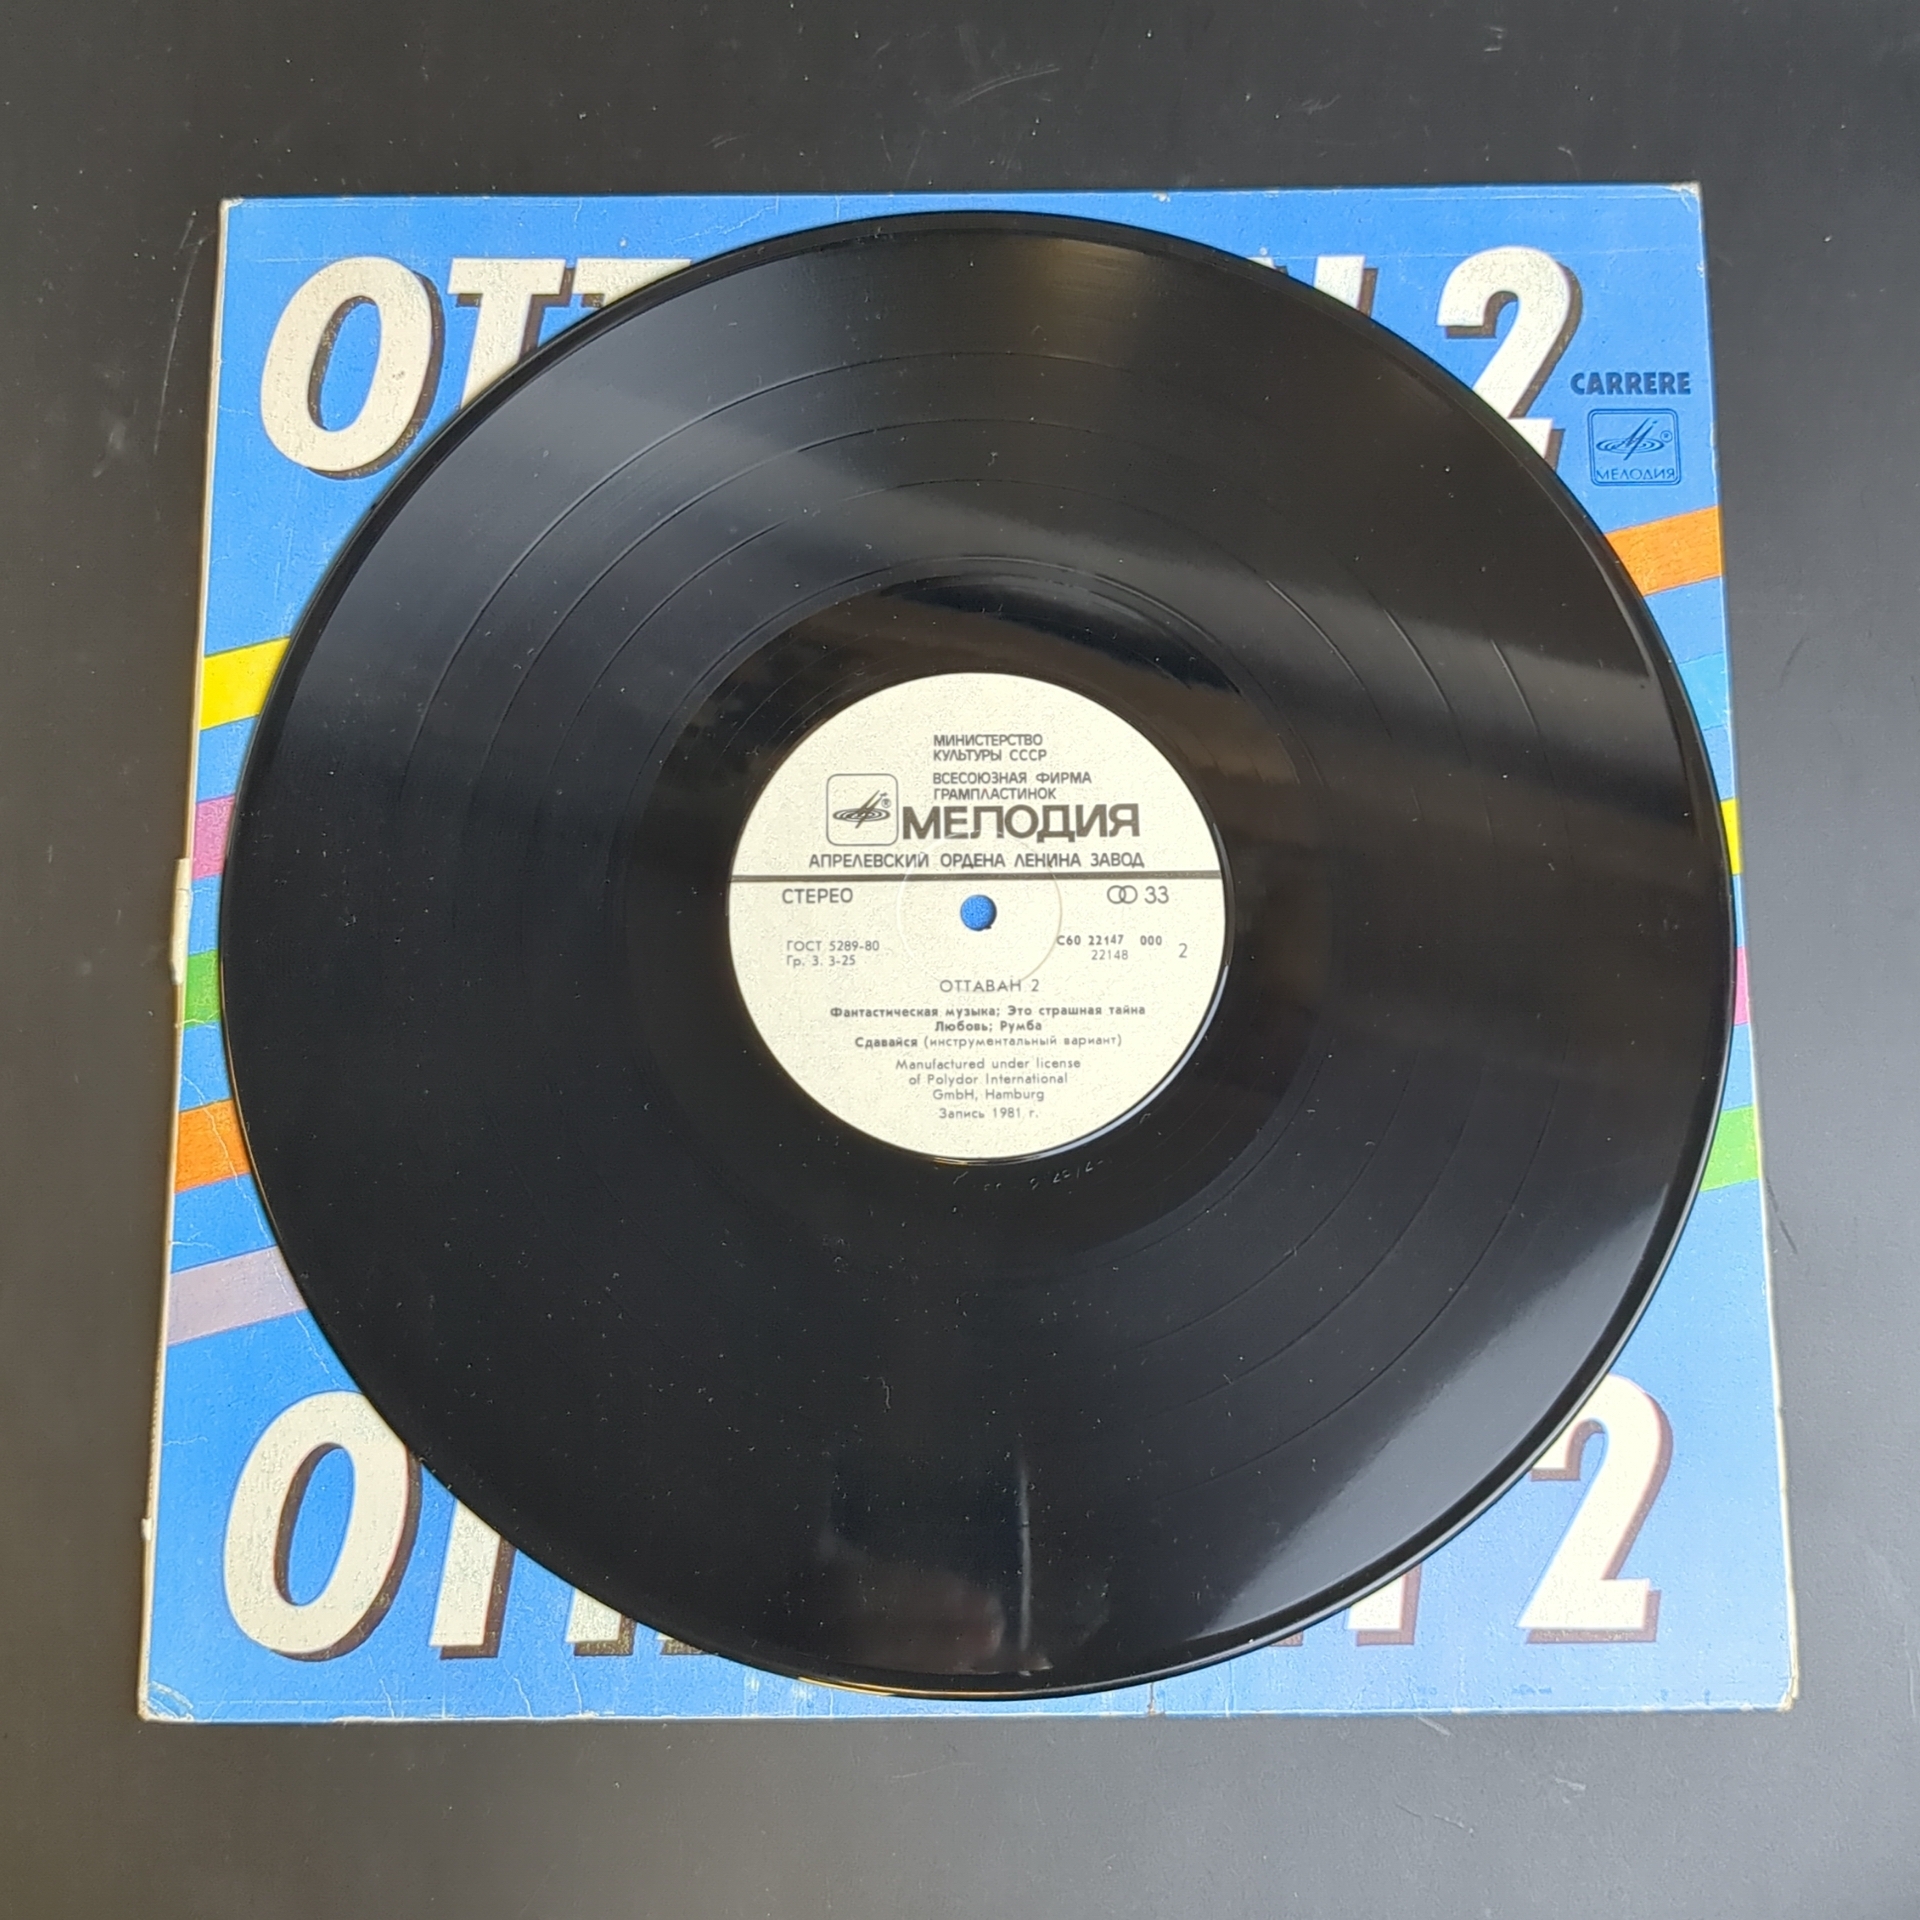 2
CARRERE
МЕЛОДИЯ
МИНИСТЕРСТВО
КУЛЬТУРЫ СССР
ВСЕСОЮЗНАЯ ФИРМА
ГРАМПЛАСТИНОК
МЕЛОДИЯ
АПРЕЛЕВСКИЙ ОРДЕНА ЛЕНИНА ЗАВОД
СТЕРЕО 33
ГОСТ 5289-80 С60 22147 000
Гр. 3. 3-25 22148 2
ОТТАВАН 2
Фантастическая музыка; Это страшная тайна
Любовь; Румба
Сдавайся (инструментальный вариант)
Manufactured under license
of Polydor International
GmbH, Hamburg
Запись 1981 г.
2